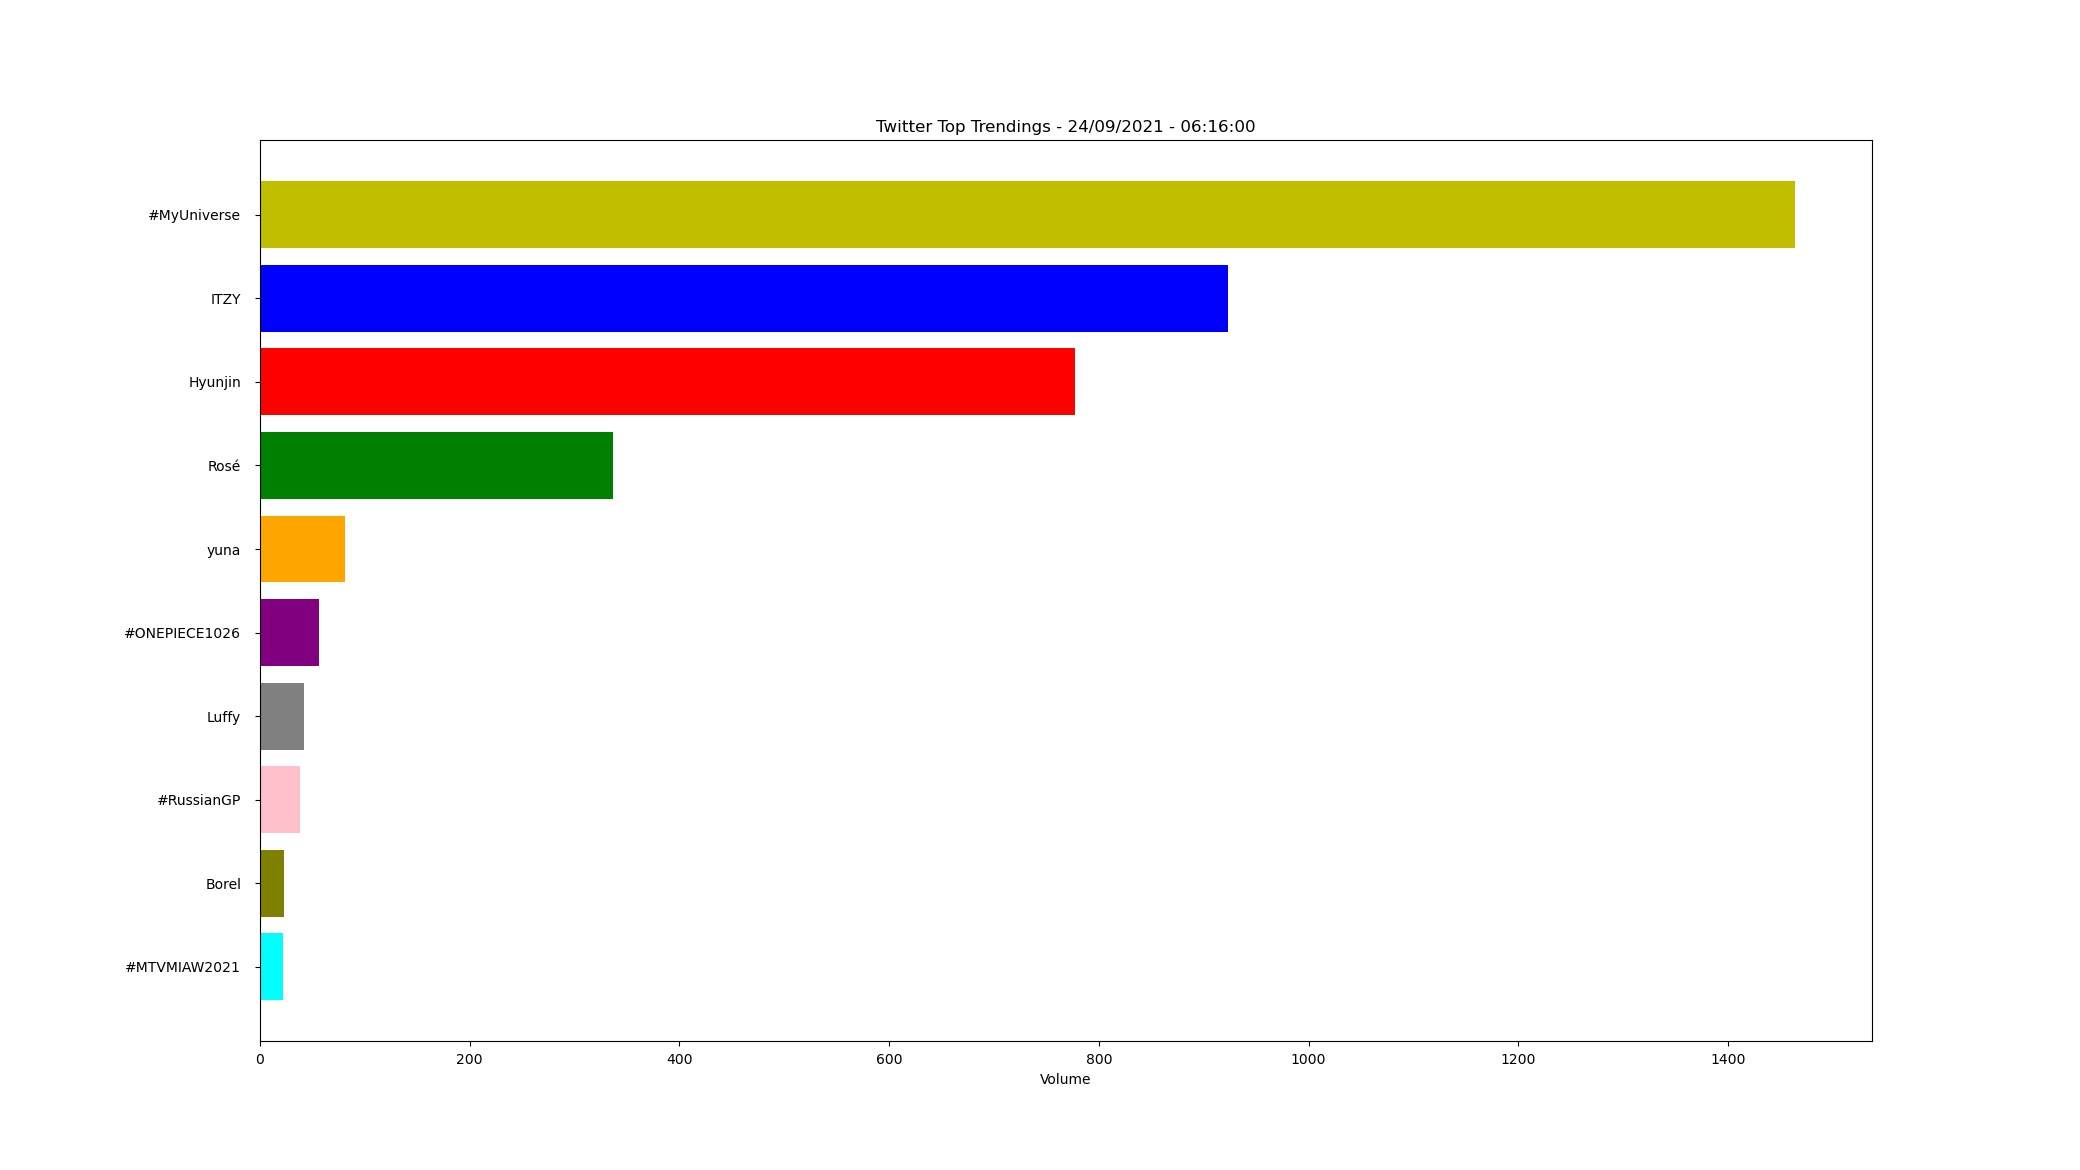 Twitter Top Trendings - 24/09/2021 - 06:16:00
#MyUniverse
ITZY
Hyunjin
Rosé
yuna
#ONEPIECE1026
Luffy
#RussianGP
Borel
#MTVMIAW2021
0 200 400 600 800 1000 1200 1400
Volume